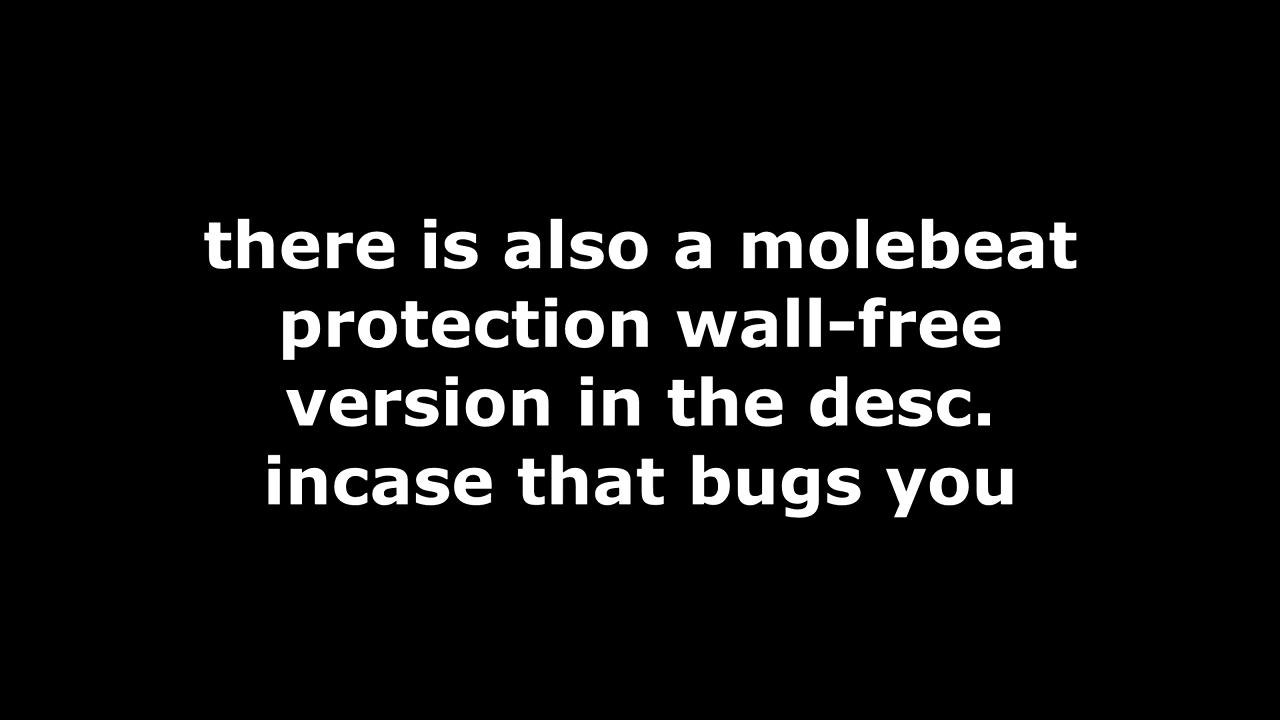 there is also a molebeat
protection wall-free
version in the desc.
incase that bugs you